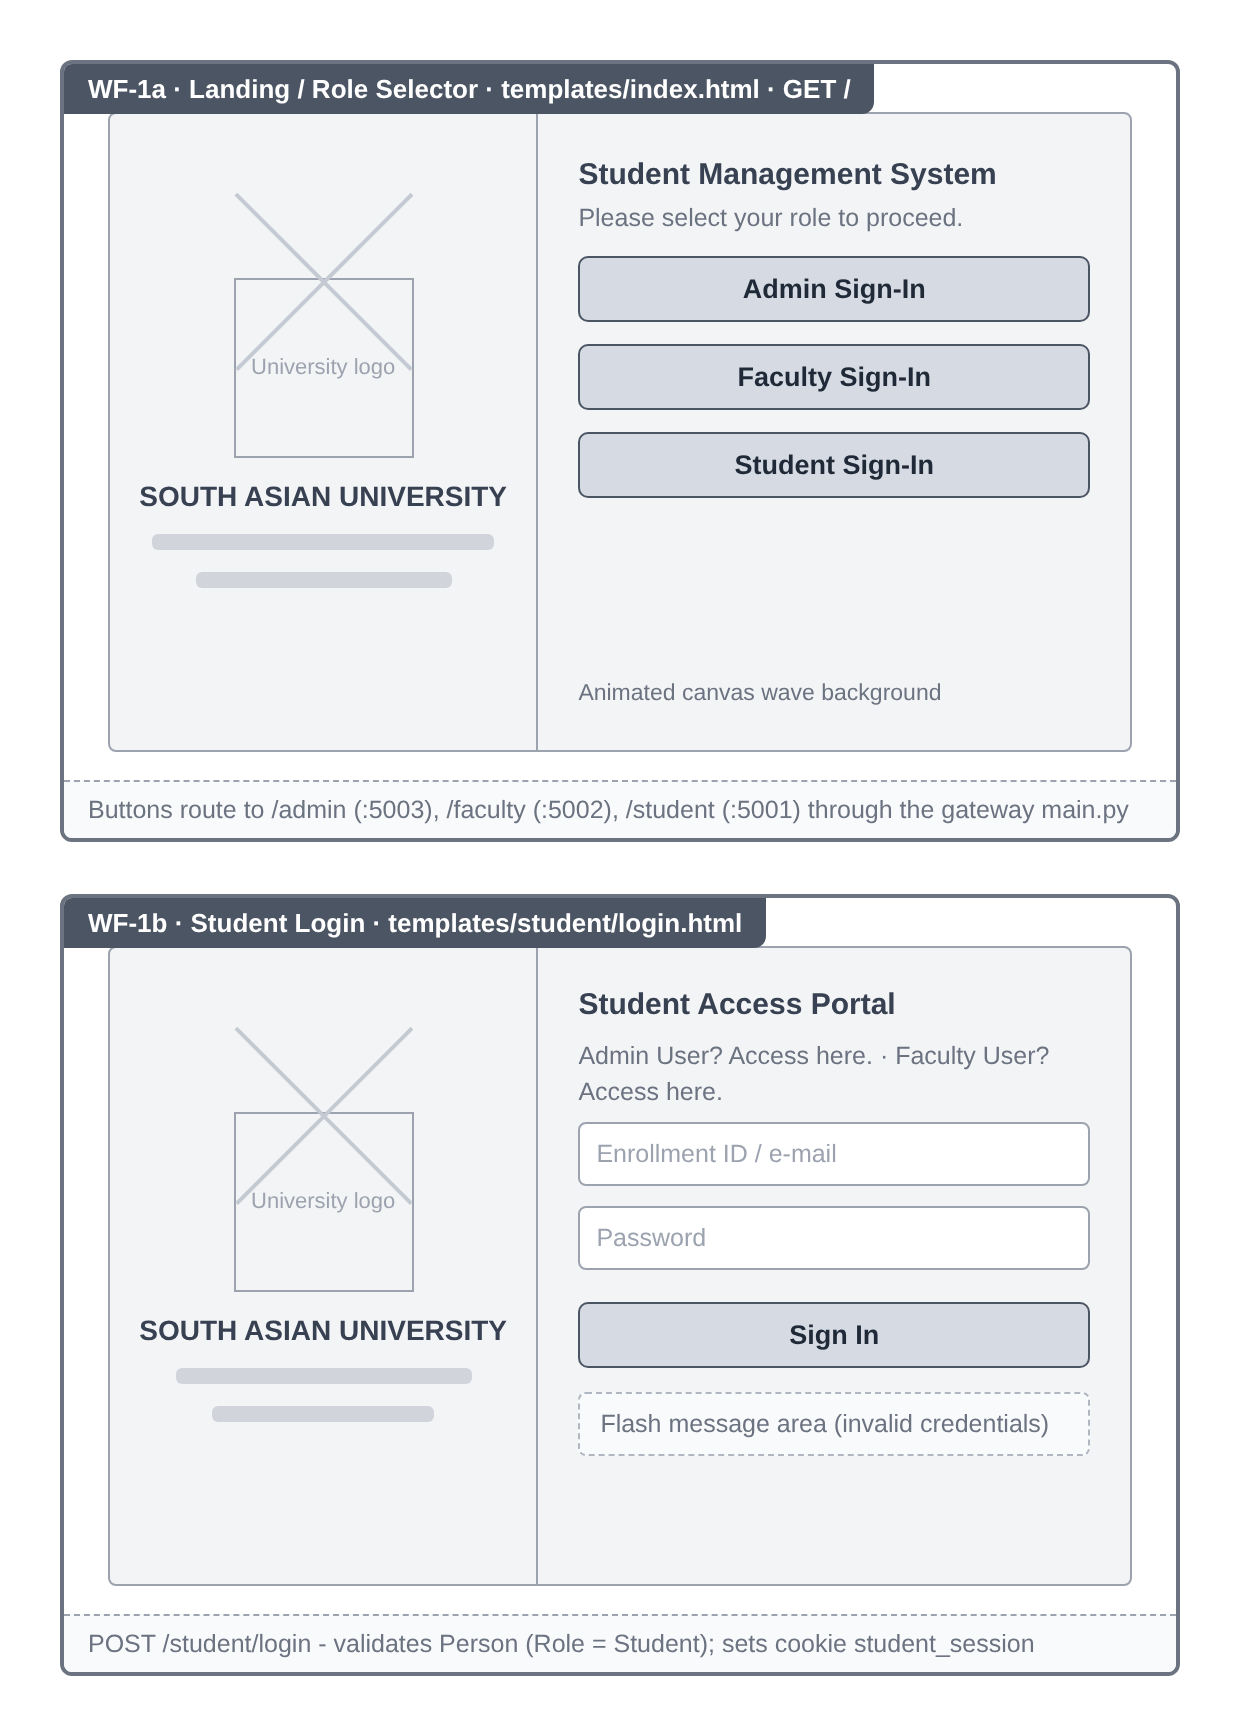 WF-1a · Landing / Role Selector · templates/index.html · GET /
University logo
SOUTH ASIAN UNIVERSITY
Student Management System
Please select your role to proceed.
Admin Sign-In
Faculty Sign-In
Student Sign-In
Animated canvas wave background
Buttons route to /admin (:5003), /faculty (:5002), /student (:5001) through the gateway main.py
WF-1b · Student Login · templates/student/login.html
University logo
SOUTH ASIAN UNIVERSITY
Student Access Portal
Admin User? Access here. · Faculty User?
Access here.
Enrollment ID / e-mail
Password
Sign In
Flash message area (invalid credentials)
POST /student/login - validates Person (Role = Student); sets cookie student_session